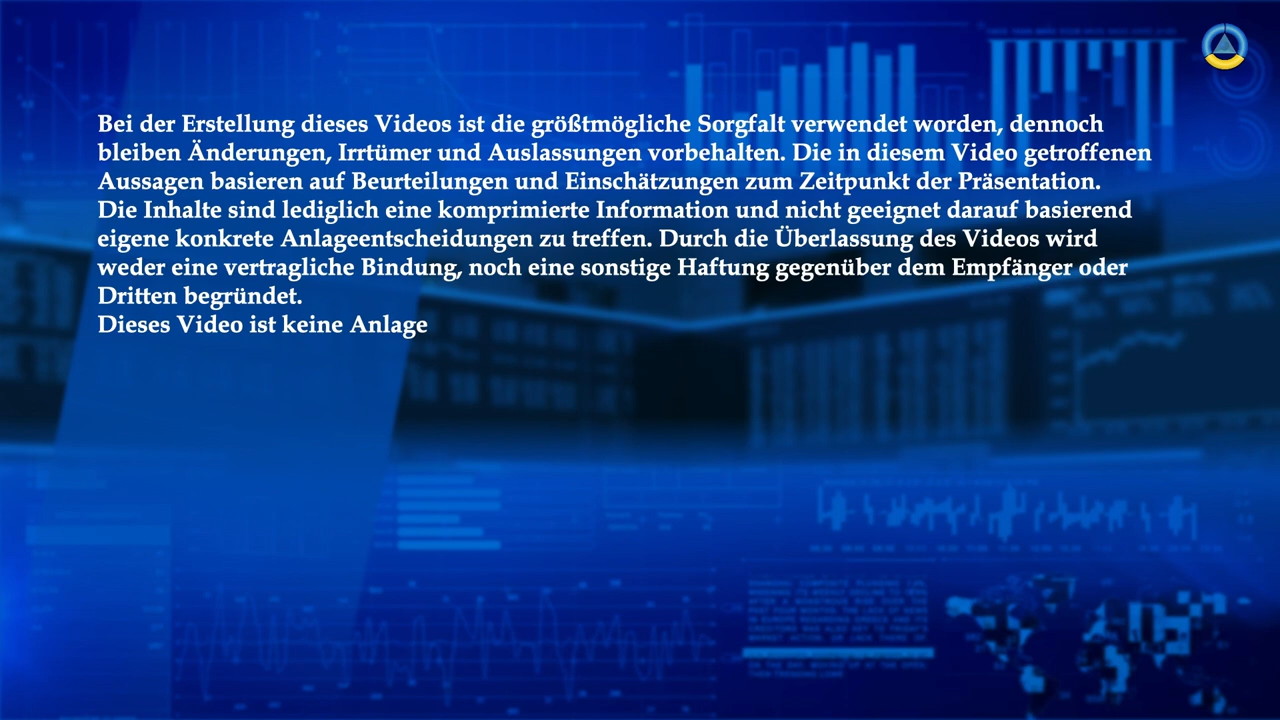 Bei der Erstellung dieses Videos ist die größtmögliche Sorgfalt verwendet worden, dennoch
bleiben Änderungen, Irrtümer und Auslassungen vorbehalten. Die in diesem Video getroffenen
Aussagen basieren auf Beurteilungen und Einschätzungen zum Zeitpunkt der Präsentation.
Die Inhalte sind lediglich eine komprimierte Information und nicht geeignet darauf basierend
eigene konkrete Anlageentscheidungen zu treffen. Durch die Überlassung des Videos wird
weder eine vertragliche Bindung, noch eine sonstige Haftung gegenüber dem Empfänger oder
Dritten begründet.
Dieses Video ist keine Anlage